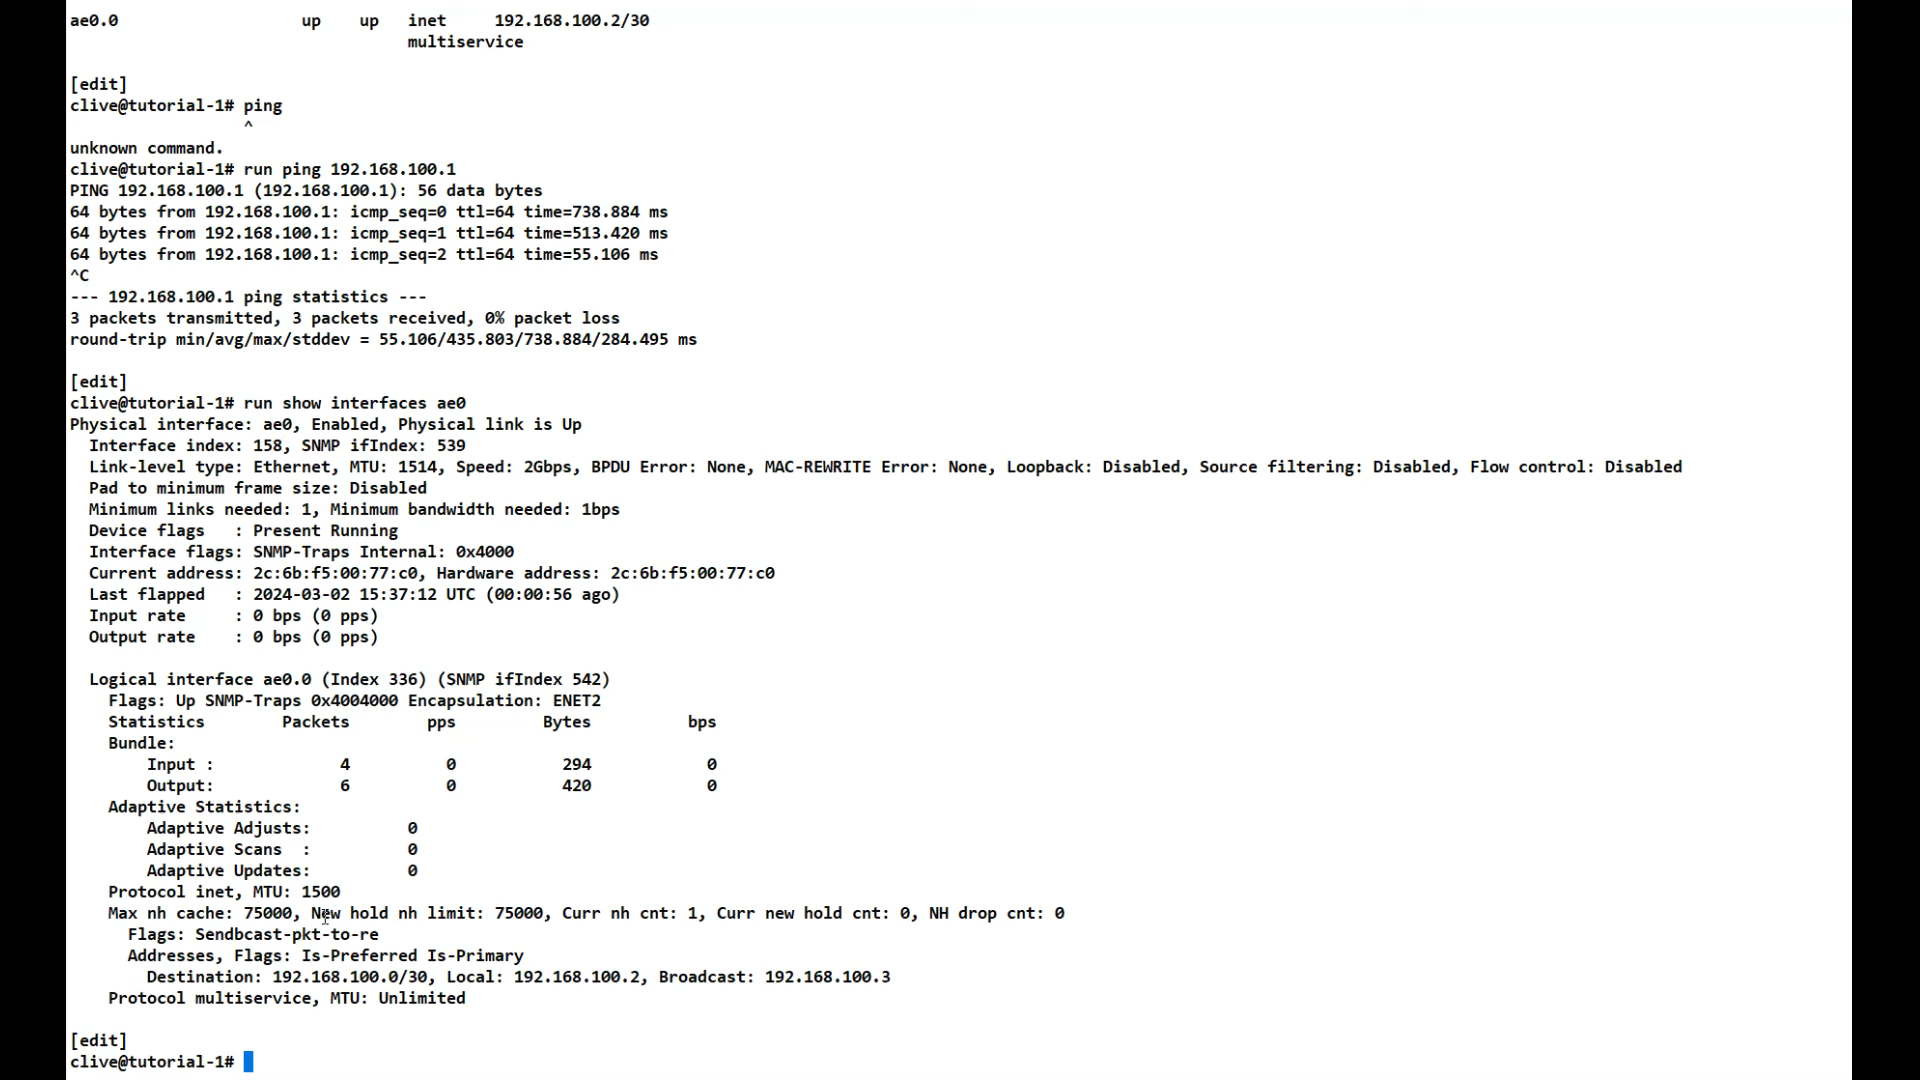 ae0.0                   up    up   inet     192.168.100.2/30
                                   multiservice
[edit]
clive@tutorial-1# ping
                  ^
unknown command.
clive@tutorial-1# run ping 192.168.100.1
PING 192.168.100.1 (192.168.100.1): 56 data bytes
64 bytes from 192.168.100.1: icmp_seq=0 ttl=64 time=738.884 ms
64 bytes from 192.168.100.1: icmp_seq=1 ttl=64 time=513.420 ms
64 bytes from 192.168.100.1: icmp_seq=2 ttl=64 time=55.106 ms
^C
--- 192.168.100.1 ping statistics ---
3 packets transmitted, 3 packets received, 0% packet loss
round-trip min/avg/max/stddev = 55.106/435.803/738.884/284.495 ms
[edit]
clive@tutorial-1# run show interfaces ae0
Physical interface: ae0, Enabled, Physical link is Up
  Interface index: 158, SNMP ifIndex: 539
  Link-level type: Ethernet, MTU: 1514, Speed: 2Gbps, BPDU Error: None, MAC-REWRITE Error: None, Loopback: Disabled, Source filtering: Disabled, Flow control: Disabled
  Pad to minimum frame size: Disabled
  Minimum links needed: 1, Minimum bandwidth needed: 1bps
  Device flags   : Present Running
  Interface flags: SNMP-Traps Internal: 0x4000
  Current address: 2c:6b:f5:00:77:c0, Hardware address: 2c:6b:f5:00:77:c0
  Last flapped   : 2024-03-02 15:37:12 UTC (00:00:56 ago)
  Input rate     : 0 bps (0 pps)
  Output rate    : 0 bps (0 pps)
  Logical interface ae0.0 (Index 336) (SNMP ifIndex 542)
    Flags: Up SNMP-Traps 0x4004000 Encapsulation: ENET2
    Statistics        Packets        pps         Bytes          bps
    Bundle:
        Input :             4          0           294            0
        Output:             6          0           420            0
    Adaptive Statistics:
        Adaptive Adjusts:          0
        Adaptive Scans  :          0
        Adaptive Updates:          0
    Protocol inet, MTU: 1500
    Max nh cache: 75000, New hold nh limit: 75000, Curr nh cnt: 1, Curr new hold cnt: 0, NH drop cnt: 0
      Flags: Sendbcast-pkt-to-re
      Addresses, Flags: Is-Preferred Is-Primary
        Destination: 192.168.100.0/30, Local: 192.168.100.2, Broadcast: 192.168.100.3
    Protocol multiservice, MTU: Unlimited
[edit]
clive@tutorial-1#